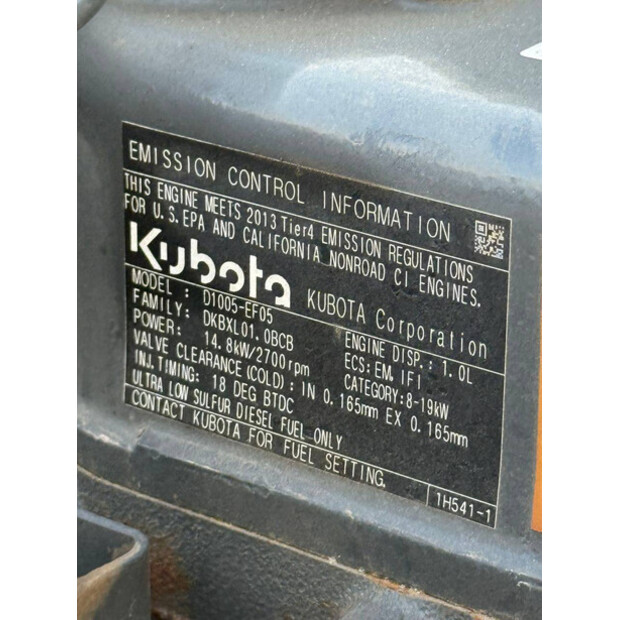 EMISSION CONTROL INFORMATION
THIS ENGINE MEETS 2013 Tier4 EMISSION REGULATIONS
FOR U.S. EPA AND CALIFORNIA NONROAD CI ENGINES.
Kubota KUBOTA Corporation
MODEL : D1005-EF05 ENGINE DISP.: 1.0L
FAMILY: DKBXL01.0BCB ECS: EM, IFI
POWER: 14.8kW/2700rpm CATEGORY:8-19kW
VALVE CLEARANCE (COLD): IN 0.165mm EX 0.165mm
INJ.TIMING: 18 DEG BTDC
ULTRA LOW SULFUR DIESEL FUEL ONLY
CONTACT KUBOTA FOR FUEL SETTING.
1H541-1